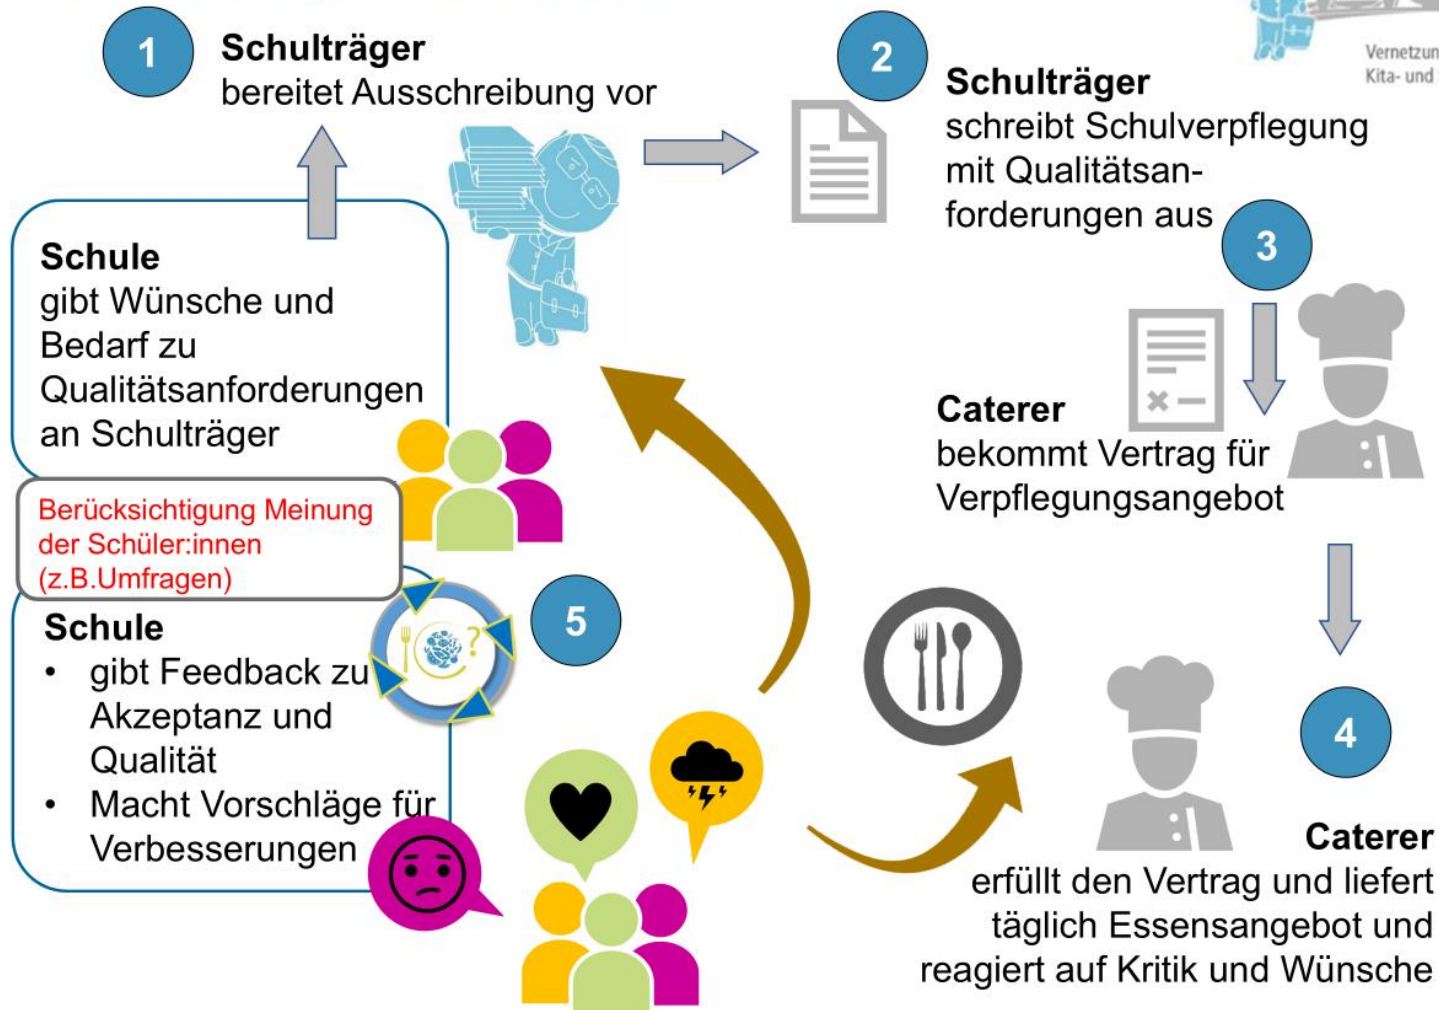 1
Schulträger
bereitet Ausschreibung vor
2
Schulträger
schreibt Schulverpflegung
mit Qualitätsan-
forderungen aus
Kita- und
3
Caterer
bekommt Vertrag für
Verpflegungsangebot
4
Caterer
erfüllt den Vertrag und liefert
täglich Essensangebot und
reagiert auf Kritik und Wünsche
Schule
gibt Wünsche und
Bedarf zu
Qualitätsanforderungen
an Schulträger
Berücksichtigung Meinung
der Schüler:innen
(z.B.Umfragen)
5
Schule
• gibt Feedback zu
Akzeptanz und
Qualität
• Macht Vorschläge für
Verbesserungen
?